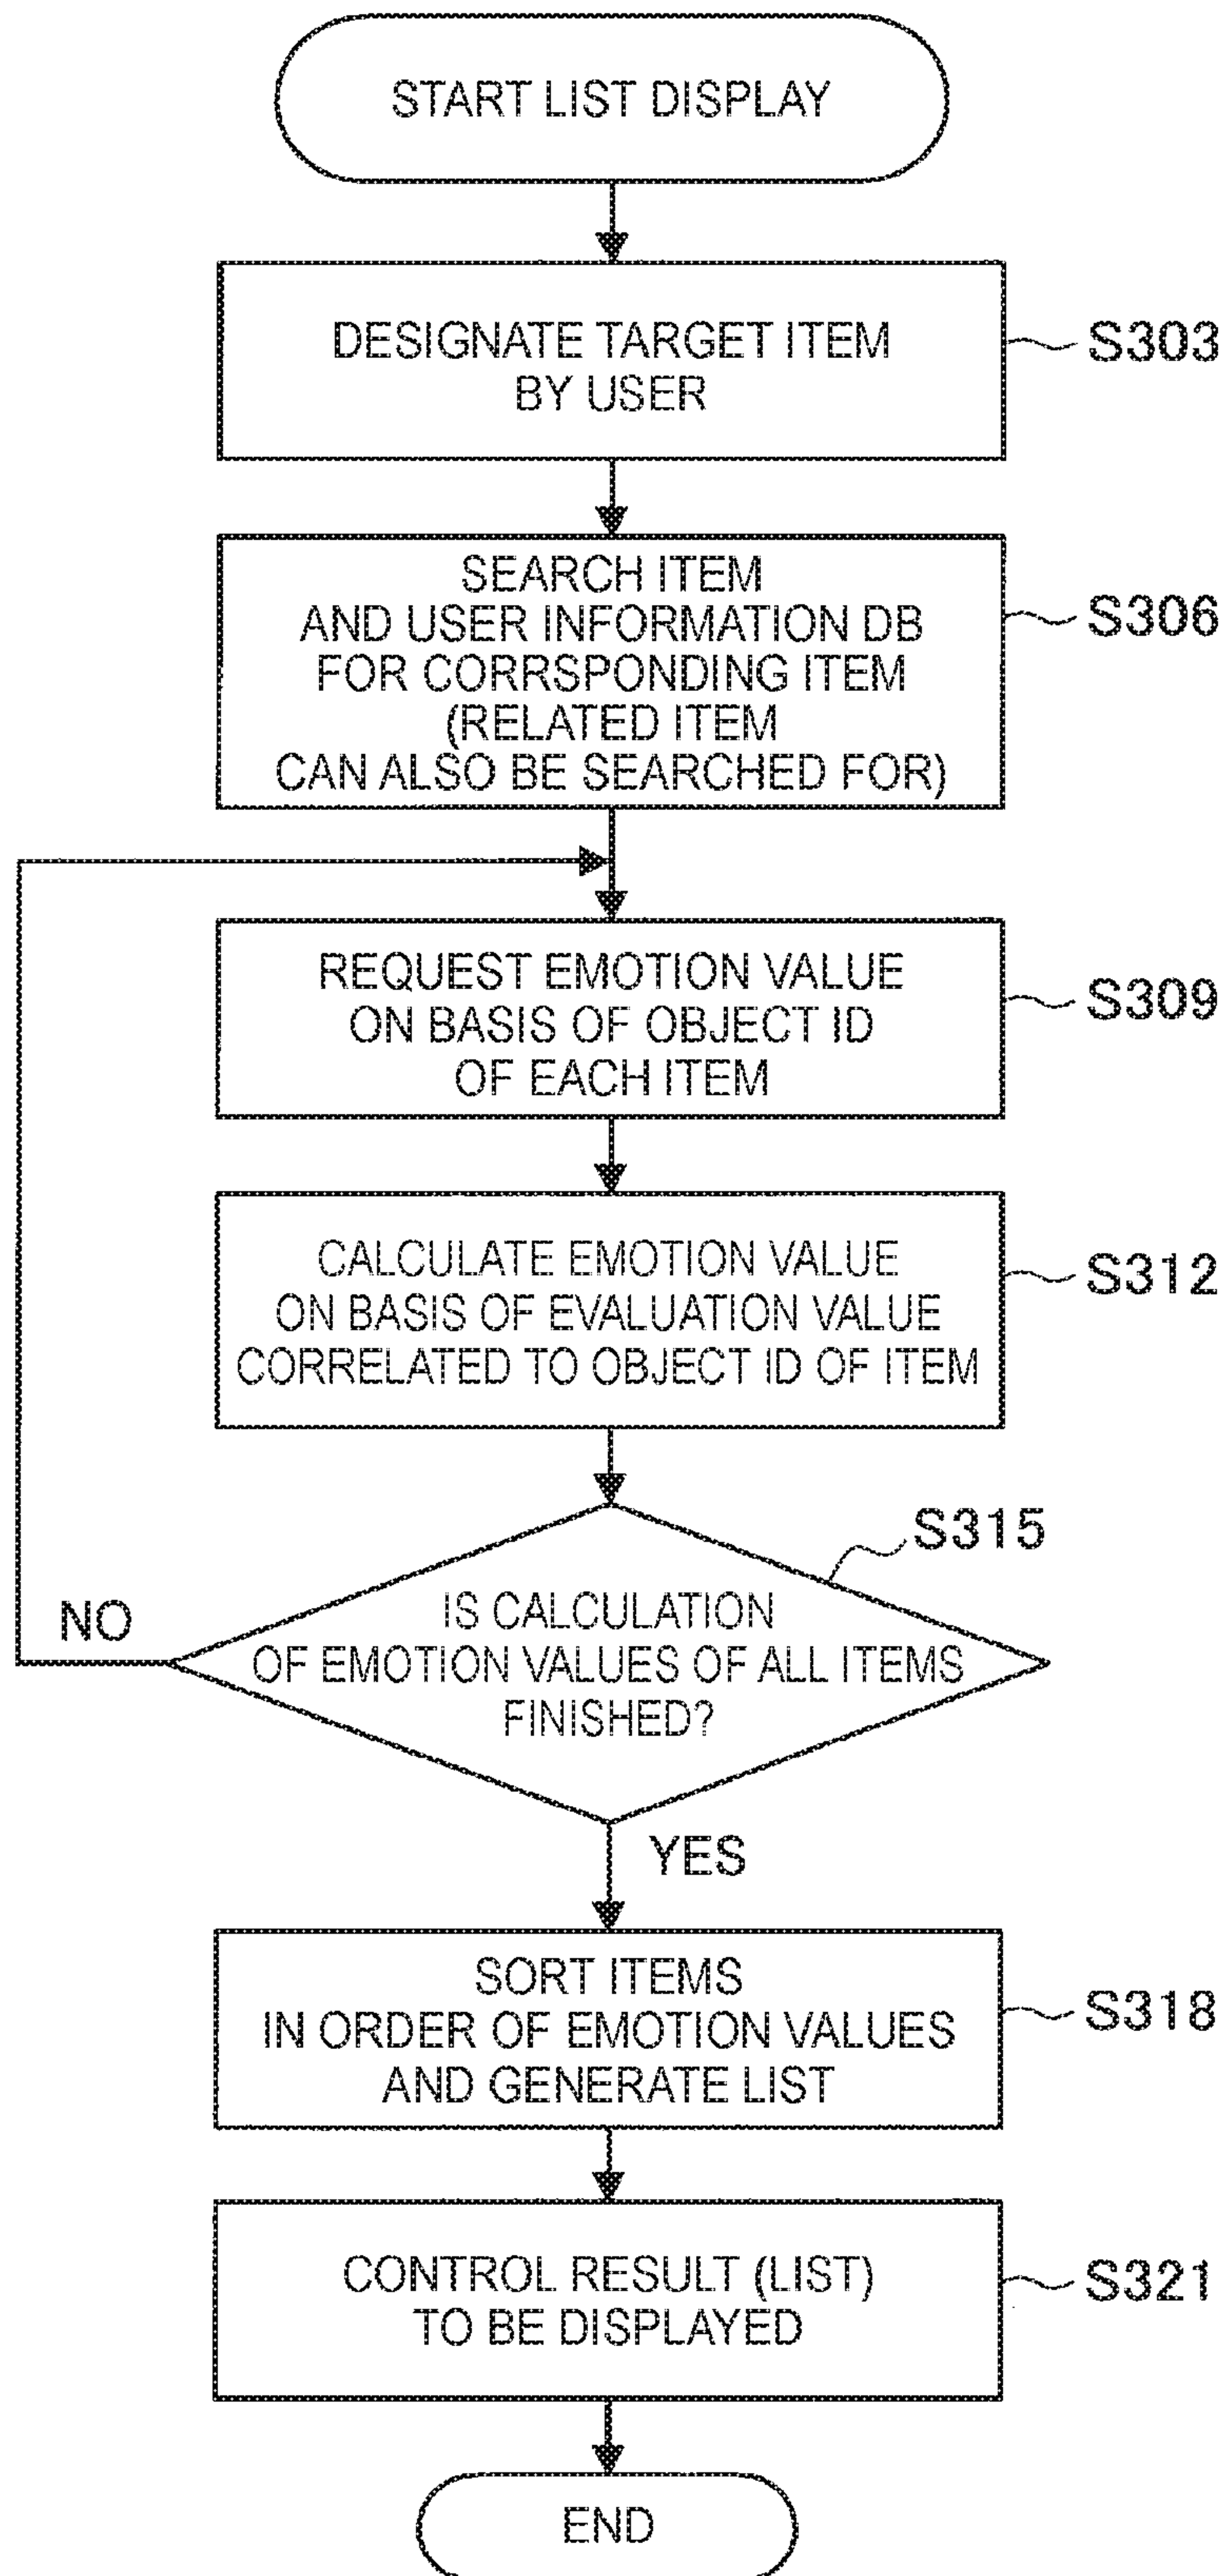 START LIST DISPLAY
DESIGNATE TARGET ITEM
BY USER
S303
SEARCH ITEM
AND USER INFORMATION DB
FOR CORRSPONDING ITEM
(RELATED ITEM
CAN ALSO BE SEARCHED FOR)
S306
REQUEST EMOTION VALUE
ON BASIS OF OBJECT ID
OF EACH ITEM
S309
CALCULATE EMOTION VALUE
ON BASIS OF EVALUATION VALUE
CORRELATED TO OBJECT ID OF ITEM
S312
S315
IS CALCULATION
OF EMOTION VALUES OF ALL ITEMS
FINISHED?
NO
YES
SORT ITEMS
IN ORDER OF EMOTION VALUES
AND GENERATE LIST
S318
CONTROL RESULT (LIST)
TO BE DISPLAYED
S321
END